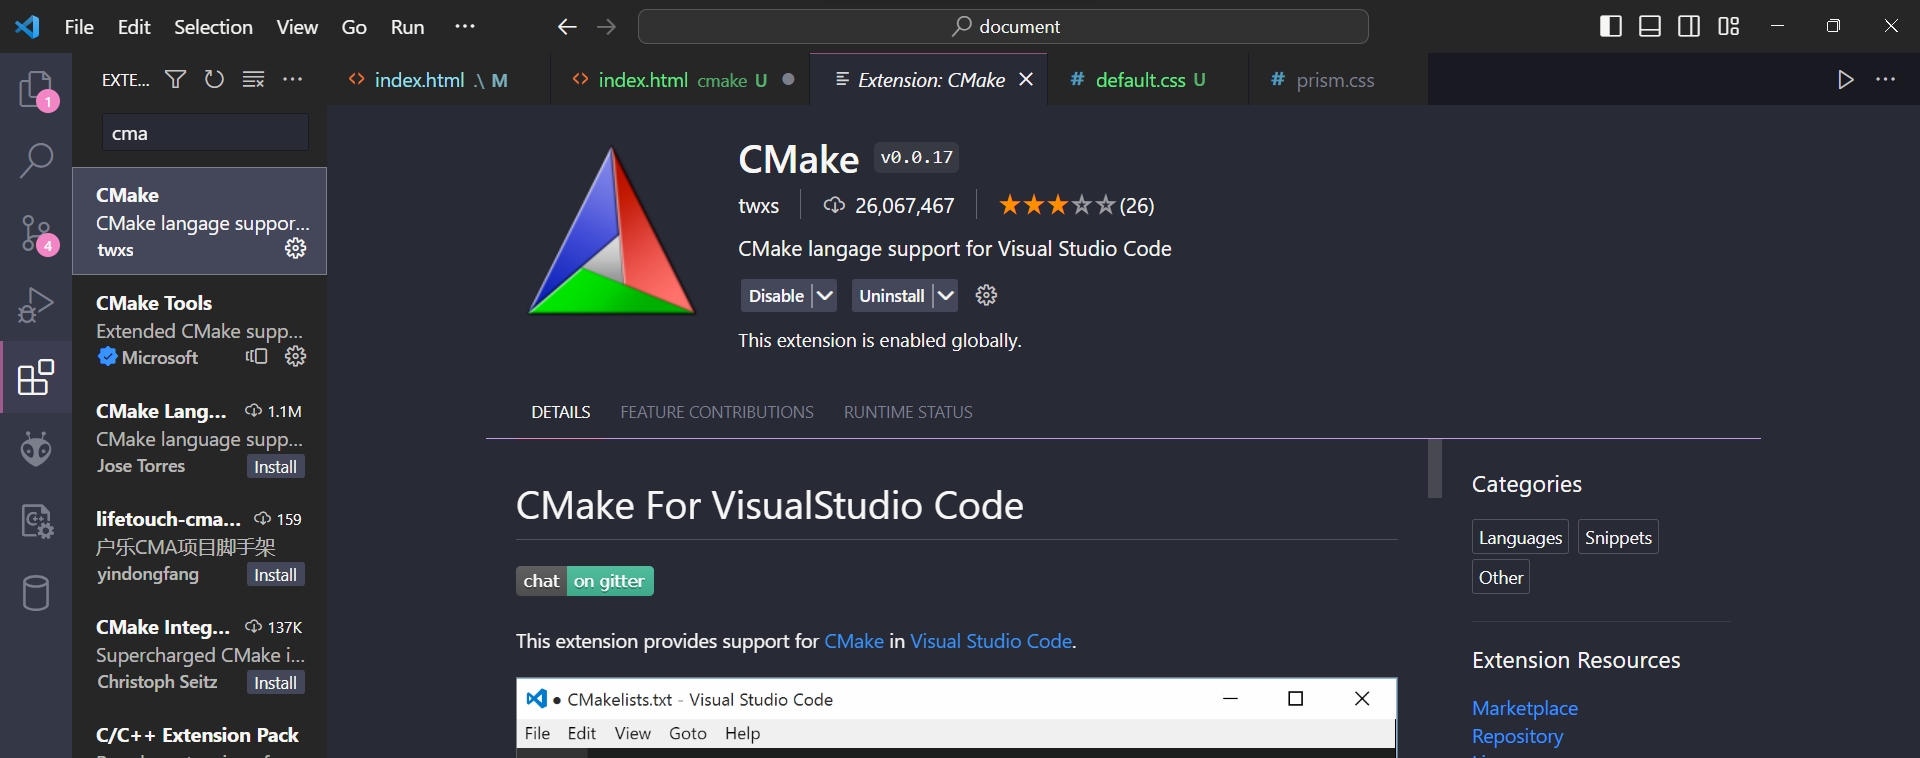 File Edit Selection View Go Run ···
document
EXTE...
index.html .\ M
index.html cmake U
Extension: CMake
# default.css U
# prism.css
1
4
cma
CMake
CMake langage suppor...
twxs
CMake Tools
Extended CMake supp...
Microsoft
CMake Lang... 1.1M
CMake language supp...
Jose Torres Install
lifetouch-cma... 159
户乐CMA项目脚手架
yindongfang Install
CMake Integ... 137K
Supercharged CMake i...
Christoph Seitz Install
C/C++ Extension Pack
CMake v0.0.17
twxs 26,067,467 (26)
CMake langage support for Visual Studio Code
Disable Uninstall
This extension is enabled globally.
DETAILS FEATURE CONTRIBUTIONS RUNTIME STATUS
CMake For VisualStudio Code
chat on gitter
This extension provides support for CMake in Visual Studio Code.
● CMakelists.txt - Visual Studio Code
File Edit View Goto Help
Categories
Languages Snippets
Other
Extension Resources
Marketplace
Repository